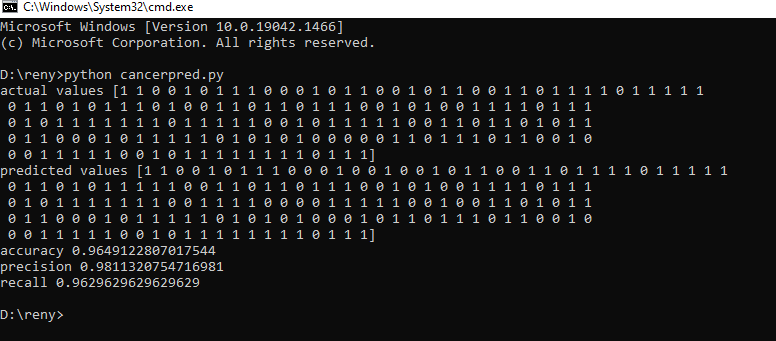 C:\Windows\System32\cmd.exe
Microsoft Windows [Version 10.0.19042.1466]
(c) Microsoft Corporation. All rights reserved.
D:\reny>python cancerpred.py
actual values [1 1 0 0 1 0 1 1 1 0 0 0 1 0 1 1 0 0 1 0 1 1 0 0 1 1 0 1 1 1 1 0 1 1 1 1 1
0 1 1 0 1 0 1 1 1 0 1 0 0 1 1 0 1 1 0 1 1 1 0 0 1 0 1 0 0 1 1 1 1 0 1 1 1
0 1 0 1 1 1 1 1 1 1 0 1 1 1 1 1 0 0 1 0 1 1 1 1 1 1 0 0 1 1 0 1 1 0 1 0 1 1
0 1 1 0 0 0 1 0 1 1 1 1 1 0 1 0 1 0 1 0 0 0 0 0 1 1 0 1 1 1 0 1 1 0 0 1 0
0 0 1 1 1 1 1 0 0 1 0 1 1 1 1 1 1 1 1 1 0 1 1 1]
predicted values [1 1 0 0 1 0 1 1 1 0 0 0 1 0 0 1 0 0 1 0 1 1 0 0 1 1 0 1 1 1 1 0 1 1 1 1 1
0 1 1 0 1 0 1 1 1 1 1 0 0 1 1 0 1 1 0 1 1 1 0 0 1 0 1 0 0 1 1 1 1 0 1 1 1
0 1 0 1 1 1 1 1 1 1 1 0 0 1 1 1 1 0 0 1 0 1 1 1 1 1 0 0 1 0 0 1 1 0 1 0 1 1
0 1 1 0 0 0 1 0 1 1 1 1 1 0 1 0 1 0 1 0 0 0 1 0 1 1 0 1 1 1 0 1 1 0 0 1 0
0 0 1 1 1 1 1 0 0 1 0 1 1 1 1 1 1 1 1 1 0 1 1 1]
accuracy 0.9649122807017544
precision 0.9811320754716981
recall 0.9629629629629629
D:\reny>